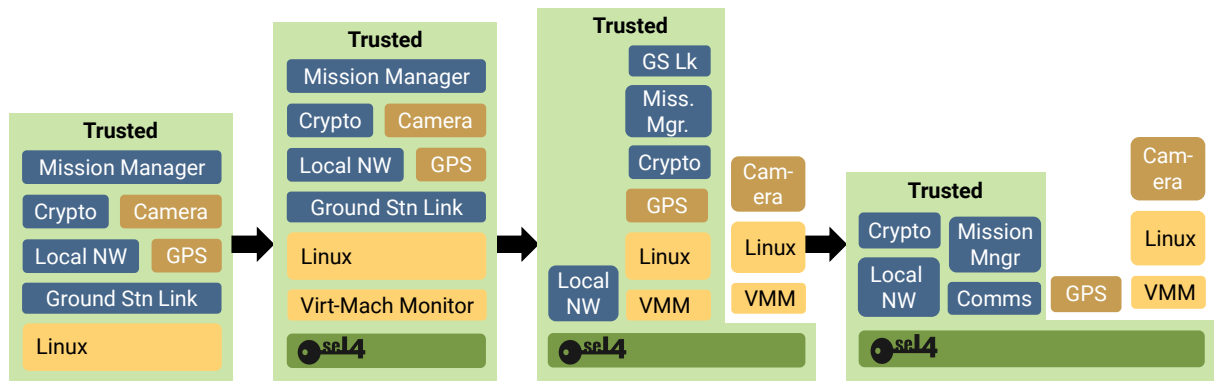 Trusted
Mission Manager
Crypto
Camera
Local NW
GPS
Ground Stn Link
Linux
Trusted
Mission Manager
Crypto
Camera
Local NW
GPS
Ground Stn Link
Linux
Virt-Mach Monitor
seL4
Trusted
GS Lk
Miss.
Mgr.
Crypto
GPS
Linux
VMM
Local
NW
Cam-
era
Linux
VMM
seL4
Trusted
Crypto
Local
NW
Mission
Mngr
Comms
GPS
Cam-
era
Linux
VMM
seL4